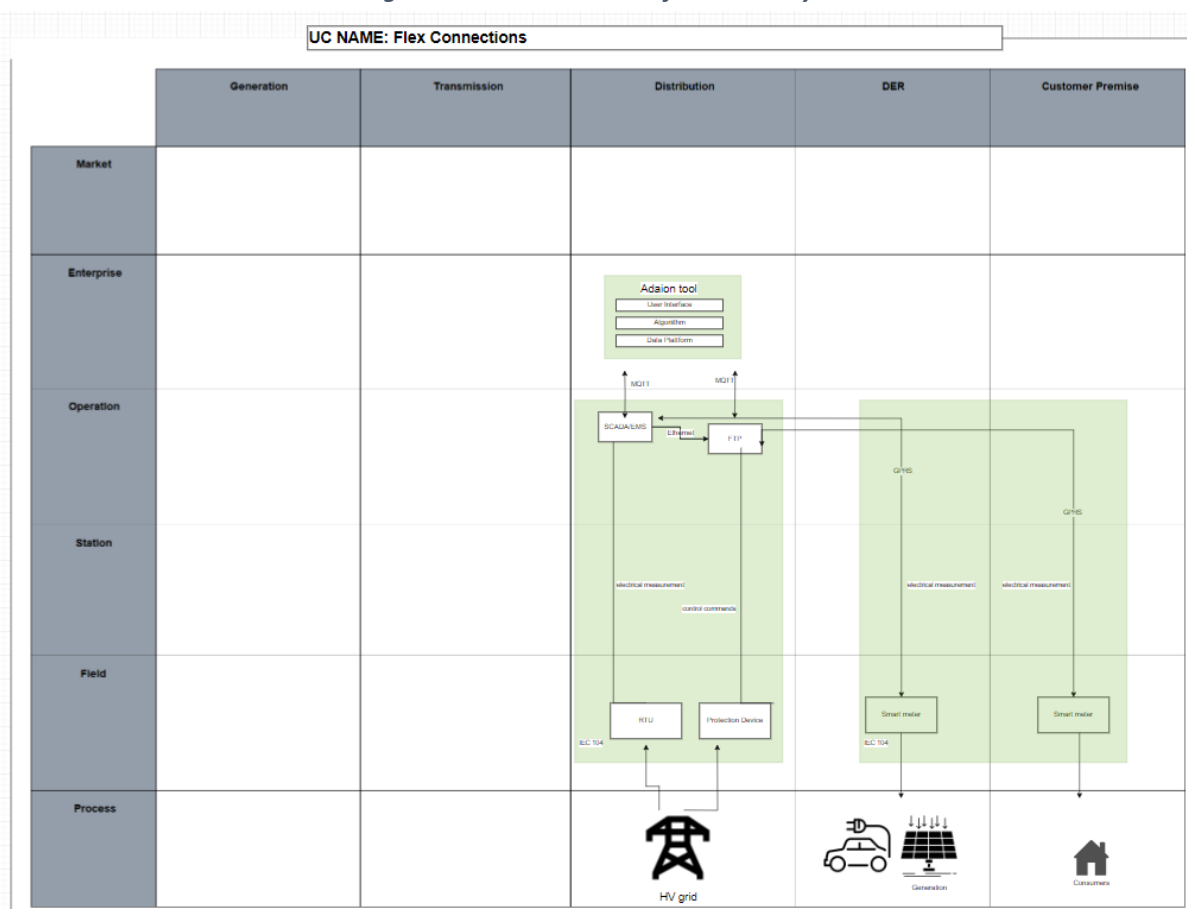 UC NAME: Flex Connections
Generation
Transmission
Distribution
DER
Customer Premise
Market
Enterprise
Adaion tool
User Interface
Algorithm
Data Platform
MQTT
MQTT
Operation
SCADA/EMS
Ethernet
FTP
GPRS
GPRS
Station
electrical measurement
electrical measurement
electrical measurement
control commands
Field
RTU
Protection Device
Smart meter
Smart meter
IEC 104
IEC 104
Process
HV grid
Generation
Consumers